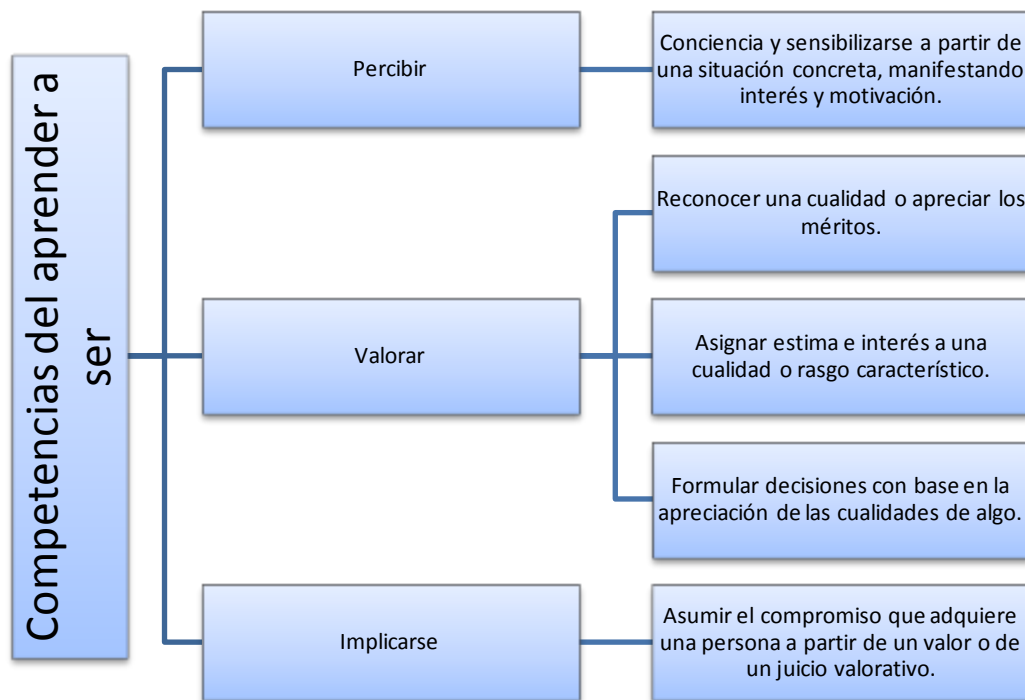 Competencias del aprender a
ser
Percibir
Conciencia y sensibilizarse a partir de
una situación concreta, manifestando
interés y motivación.
Valorar
Reconocer una cualidad o apreciar los
méritos.
Asignar estima e interés a una
cualidad o rasgo característico.
Formular decisiones con base en la
apreciación de las cualidades de algo.
Implicarse
Asumir el compromiso que adquiere
una persona a partir de un valor o de
un juicio valorativo.